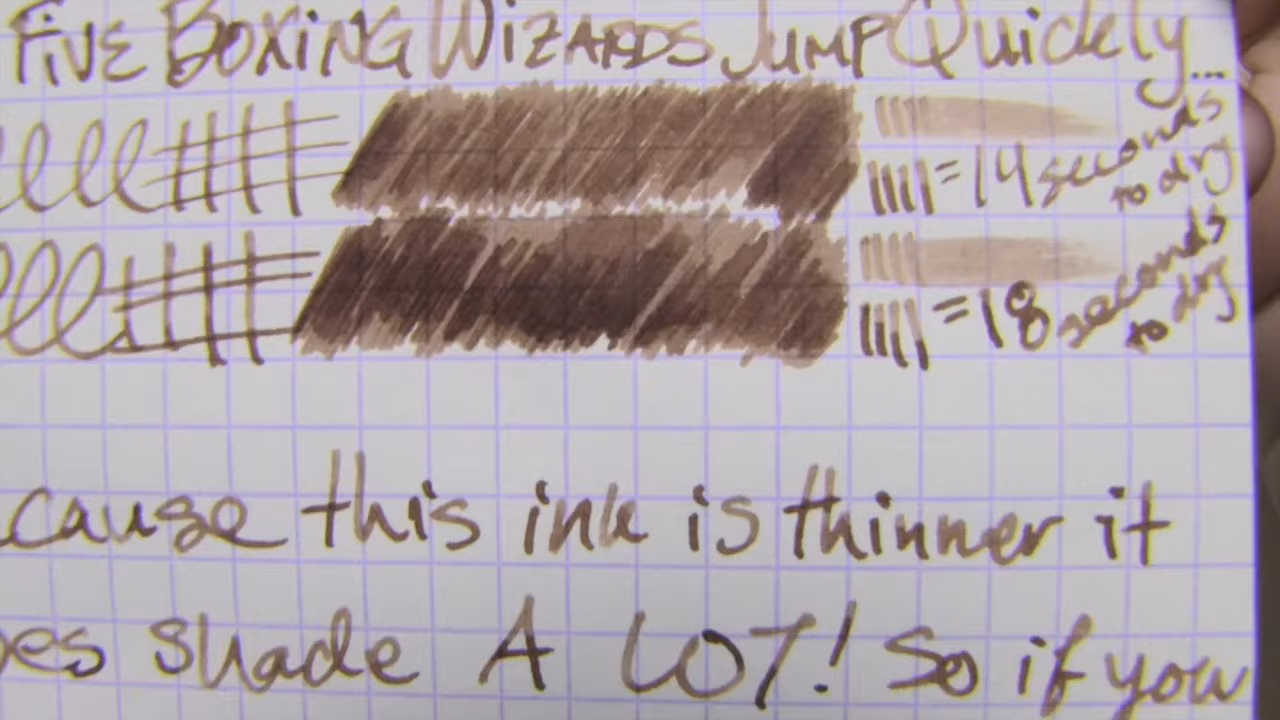 Five Boxing Wizards Jump Quickly...
= 14 seconds to dry
= 18 seconds to dry
cause this ink is thinner it
oes shade A LOT! So if you